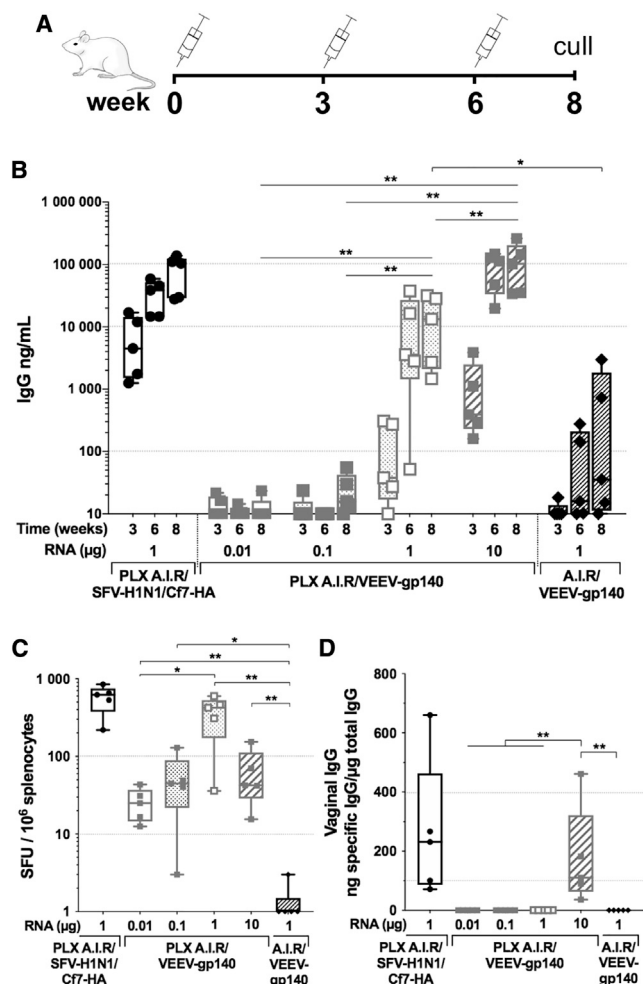 A
week
0 3 6 8
cull
B
* 
**
**
**
**
**
IgG ng/mL
1 000 000
100 000
10 000
1 000
100
10
Time (weeks) 3 6 8 3 6 8 3 6 8 3 6 8 3 6 8 3 6 8
RNA (µg) 1 0.01 0.1 1 10 1
PLX A.I.R/ SFV-H1N1/Cf7-HA
PLX A.I.R/VEEV-gp140
A.I.R/ VEEV-gp140
C
*
**
* **
**
SFU / 10⁶ splenocytes
1 000
100
10
1
RNA (µg) 1 0.01 0.1 1 10 1
PLX A.I.R/ SFV-H1N1/ Cf7-HA
PLX A.I.R/ VEEV-gp140
A.I.R/ VEEV- gp140
D
**
**
Vaginal IgG
ng specific IgG/µg total IgG
800
600
400
200
0
RNA (µg) 1 0.01 0.1 1 10 1
PLX A.I.R/ SFV-H1N1/ Cf7-HA
PLX A.I.R/ VEEV-gp140
A.I.R/ VEEV- gp140